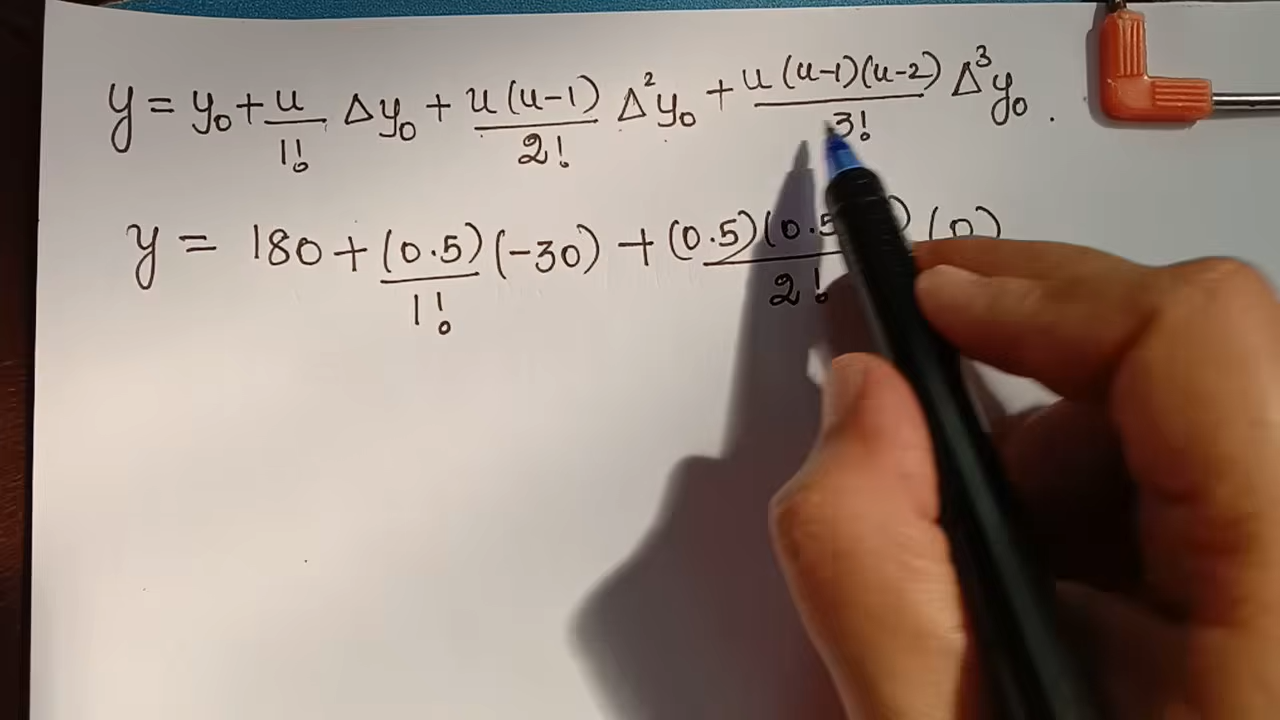 y = y₀ + u/1! Δy₀ + u(u-1)/2! Δ²y₀ + u(u-1)(u-2)/3! Δ³y₀ .
y = 180 + (0.5)/1! (-30) + (0.5)(0.5 )/2! (0)